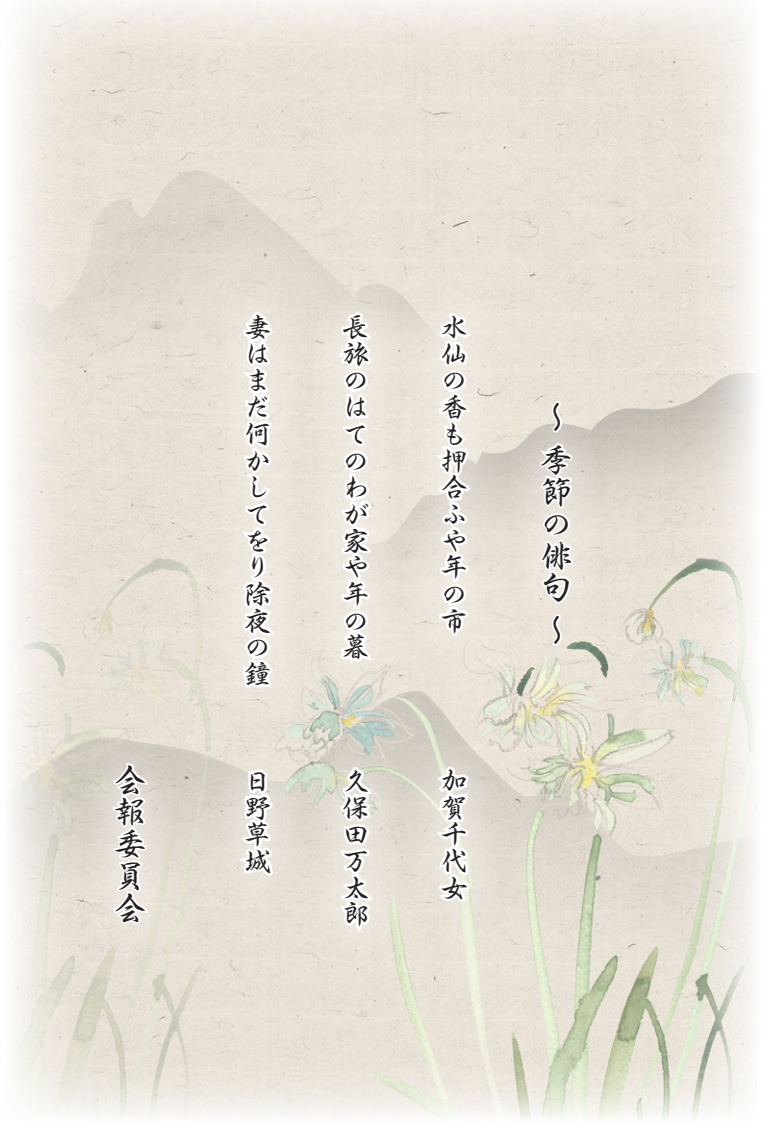 ～ 季節の俳句 ～
水仙の香も押合ふや年の市
加賀千代女
長旅のはてのわが家や年の暮
久保田万太郎
妻はまだ何かしてをり除夜の鐘
日野草城
会報委員会